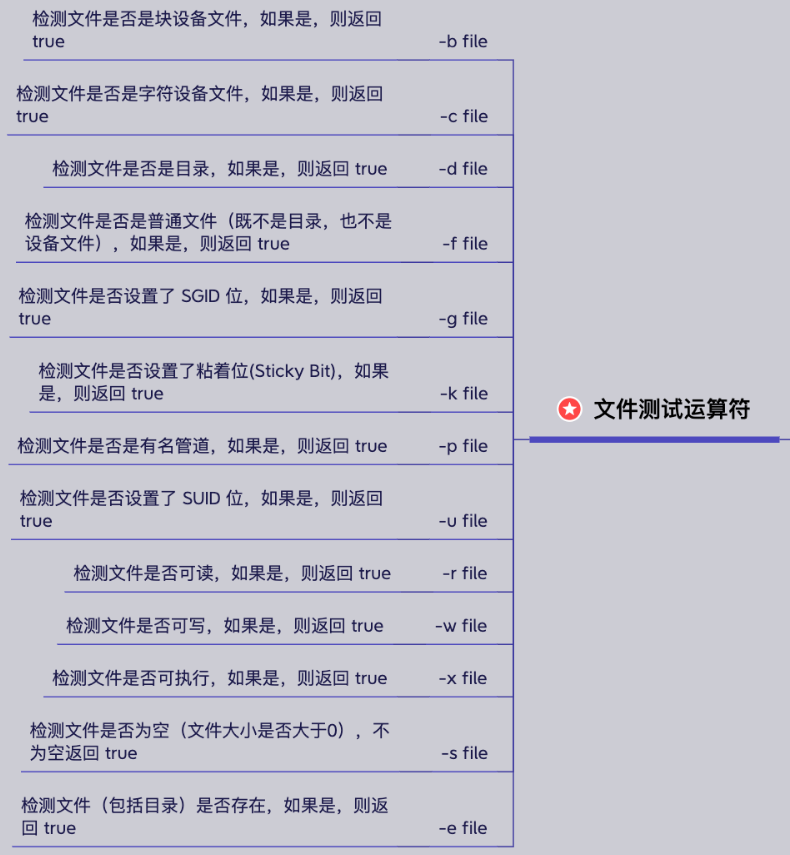 检测文件是否是块设备文件，如果是，则返回
true
-b file
检测文件是否是字符设备文件，如果是，则返回
true
-c file
检测文件是否是目录，如果是，则返回 true
-d file
检测文件是否是普通文件（既不是目录，也不是
设备文件），如果是，则返回 true
-f file
检测文件是否设置了 SGID 位，如果是，则返回
true
-g file
检测文件是否设置了粘着位(Sticky Bit)，如果
是，则返回 true
-k file
检测文件是否是有名管道，如果是，则返回 true
-p file
检测文件是否设置了 SUID 位，如果是，则返回
true
-u file
检测文件是否可读，如果是，则返回 true
-r file
检测文件是否可写，如果是，则返回 true
-w file
检测文件是否可执行，如果是，则返回 true
-x file
检测文件是否为空（文件大小是否大于0），不
为空返回 true
-s file
检测文件（包括目录）是否存在，如果是，则返
回 true
-e file
文件测试运算符